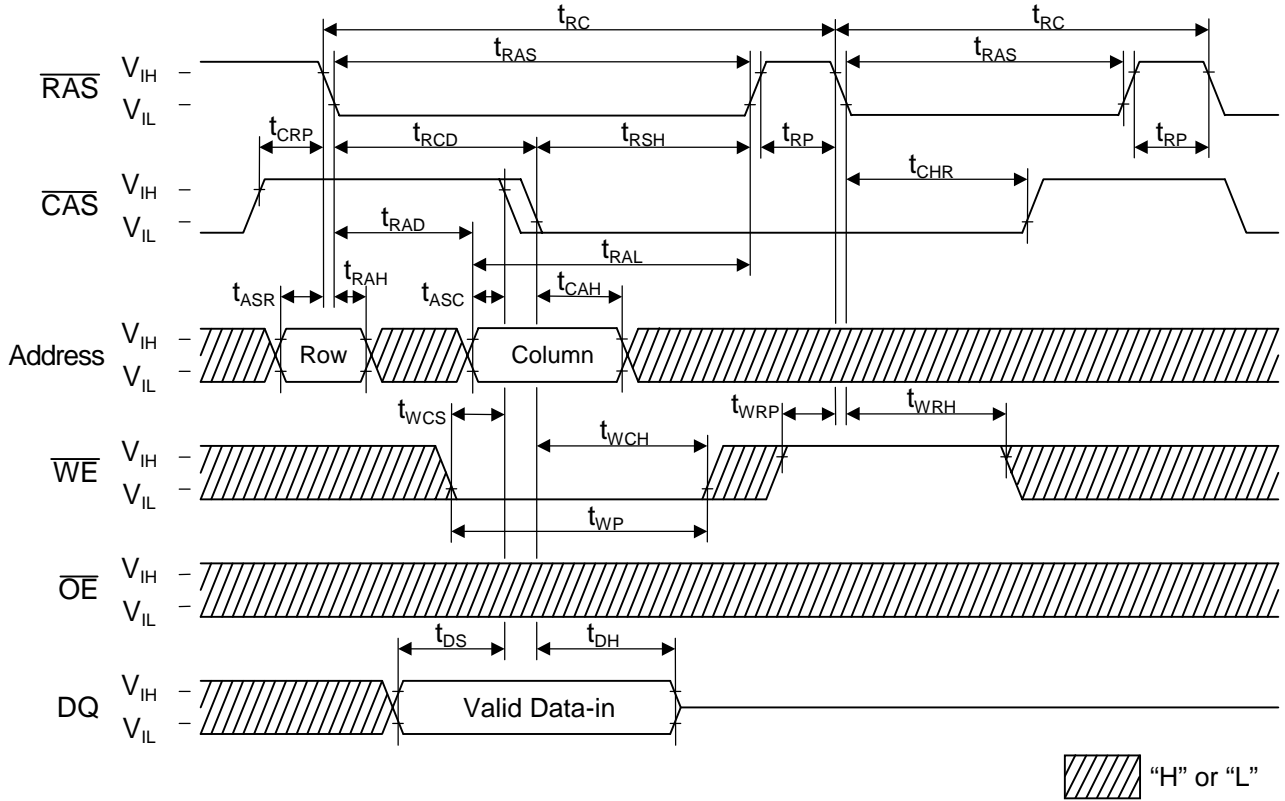 tRC tRC
tRAS tRAS
RAS VIH
VIL
tCRP tRCD tRSH tRP tCHR tRP
CAS VIH
VIL
tRAD
tRAL
tASR tRAH tASC tCAH
Address VIH
VIL
Row Column
tWCS tWCH tWRP tWRH
WE VIH
VIL
tWP
OE VIH
VIL
tDS tDH
DQ VIH
VIL
Valid Data-in
“H” or “L”